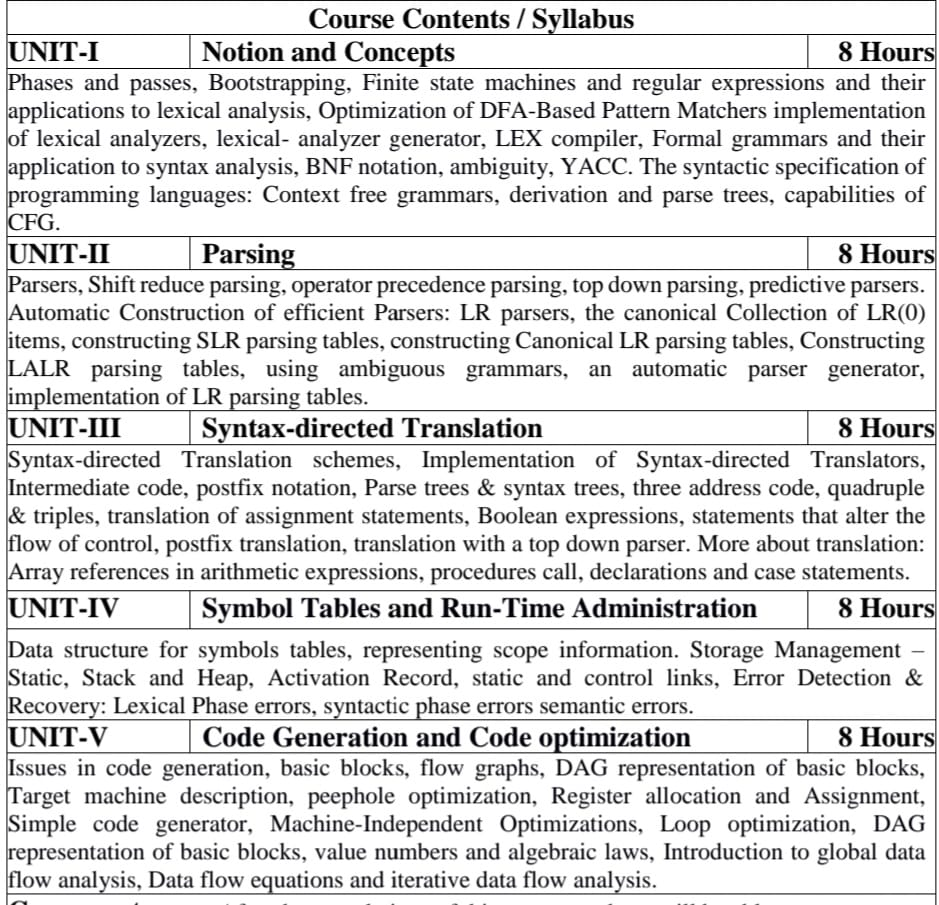 Course Contents / Syllabus
UNIT-I Notion and Concepts 8 Hours
Phases and passes, Bootstrapping, Finite state machines and regular expressions and their
applications to lexical analysis, Optimization of DFA-Based Pattern Matchers implementation
of lexical analyzers, lexical- analyzer generator, LEX compiler, Formal grammars and their
application to syntax analysis, BNF notation, ambiguity, YACC. The syntactic specification of
programming languages: Context free grammars, derivation and parse trees, capabilities of
CFG.
UNIT-II Parsing 8 Hours
Parsers, Shift reduce parsing, operator precedence parsing, top down parsing, predictive parsers.
Automatic Construction of efficient Parsers: LR parsers, the canonical Collection of LR(0)
items, constructing SLR parsing tables, constructing Canonical LR parsing tables, Constructing
LALR parsing tables, using ambiguous grammars, an automatic parser generator,
implementation of LR parsing tables.
UNIT-III Syntax-directed Translation 8 Hours
Syntax-directed Translation schemes, Implementation of Syntax-directed Translators,
Intermediate code, postfix notation, Parse trees & syntax trees, three address code, quadruple
& triples, translation of assignment statements, Boolean expressions, statements that alter the
flow of control, postfix translation, translation with a top down parser. More about translation:
Array references in arithmetic expressions, procedures call, declarations and case statements.
UNIT-IV Symbol Tables and Run-Time Administration 8 Hours
Data structure for symbols tables, representing scope information. Storage Management –
Static, Stack and Heap, Activation Record, static and control links, Error Detection &
Recovery: Lexical Phase errors, syntactic phase errors semantic errors.
UNIT-V Code Generation and Code optimization 8 Hours
Issues in code generation, basic blocks, flow graphs, DAG representation of basic blocks,
Target machine description, peephole optimization, Register allocation and Assignment,
Simple code generator, Machine-Independent Optimizations, Loop optimization, DAG
representation of basic blocks, value numbers and algebraic laws, Introduction to global data
flow analysis, Data flow equations and iterative data flow analysis.